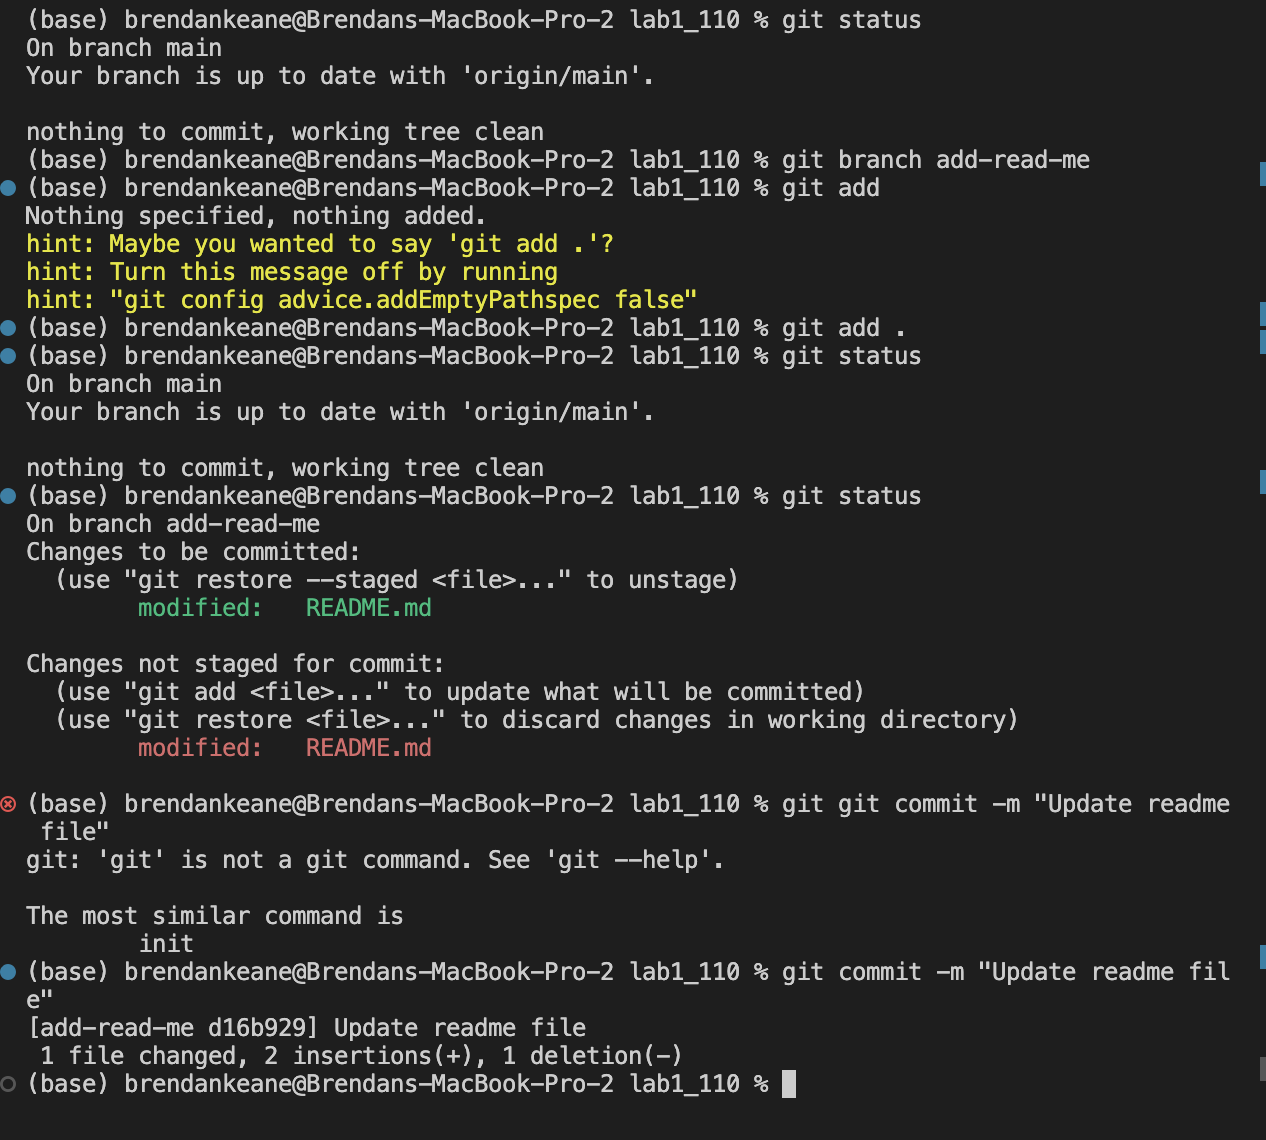 (base) brendankeane@Brendans-MacBook-Pro-2 lab1_110 % git status
On branch main
Your branch is up to date with 'origin/main'.
nothing to commit, working tree clean
(base) brendankeane@Brendans-MacBook-Pro-2 lab1_110 % git branch add-read-me
(base) brendankeane@Brendans-MacBook-Pro-2 lab1_110 % git add
Nothing specified, nothing added.
hint: Maybe you wanted to say 'git add .'?
hint: Turn this message off by running
hint: "git config advice.addEmptyPathspec false"
(base) brendankeane@Brendans-MacBook-Pro-2 lab1_110 % git add .
(base) brendankeane@Brendans-MacBook-Pro-2 lab1_110 % git status
On branch main
Your branch is up to date with 'origin/main'.
nothing to commit, working tree clean
(base) brendankeane@Brendans-MacBook-Pro-2 lab1_110 % git status
On branch add-read-me
Changes to be committed:
  (use "git restore --staged <file>..." to unstage)
        modified:   README.md
Changes not staged for commit:
  (use "git add <file>..." to update what will be committed)
  (use "git restore <file>..." to discard changes in working directory)
        modified:   README.md
(base) brendankeane@Brendans-MacBook-Pro-2 lab1_110 % git git commit -m "Update readme
 file"
git: 'git' is not a git command. See 'git --help'.
The most similar command is
        init
(base) brendankeane@Brendans-MacBook-Pro-2 lab1_110 % git commit -m "Update readme fil
e"
[add-read-me d16b929] Update readme file
 1 file changed, 2 insertions(+), 1 deletion(-)
(base) brendankeane@Brendans-MacBook-Pro-2 lab1_110 %